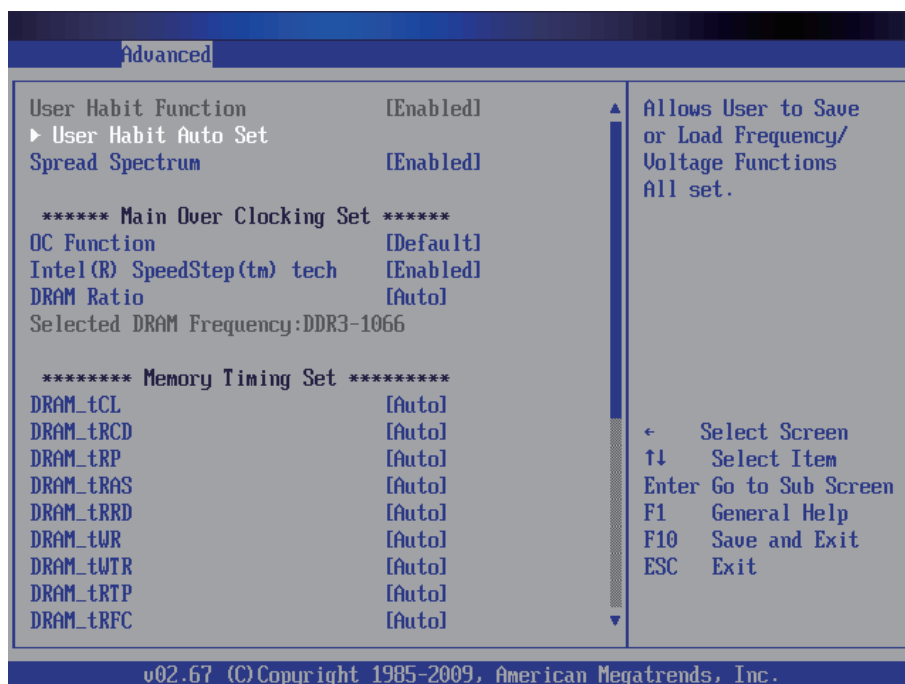 Advanced
User Habit Function [Enabled]
▶ User Habit Auto Set
Spread Spectrum [Enabled]
****** Main Over Clocking Set ******
OC Function [Default]
Intel(R) SpeedStep(tm) tech [Enabled]
DRAM Ratio [Auto]
Selected DRAM Frequency:DDR3-1066
******** Memory Timing Set *********
DRAM_tCL [Auto]
DRAM_tRCD [Auto]
DRAM_tRP [Auto]
DRAM_tRAS [Auto]
DRAM_tRRD [Auto]
DRAM_tWR [Auto]
DRAM_tWTR [Auto]
DRAM_tRTP [Auto]
DRAM_tRFC [Auto]
Allows User to Save
or Load Frequency/
Voltage Functions
All set.
← Select Screen
↑↓ Select Item
Enter Go to Sub Screen
F1 General Help
F10 Save and Exit
ESC Exit
v02.67 (C)Copyright 1985-2009, American Megatrends, Inc.